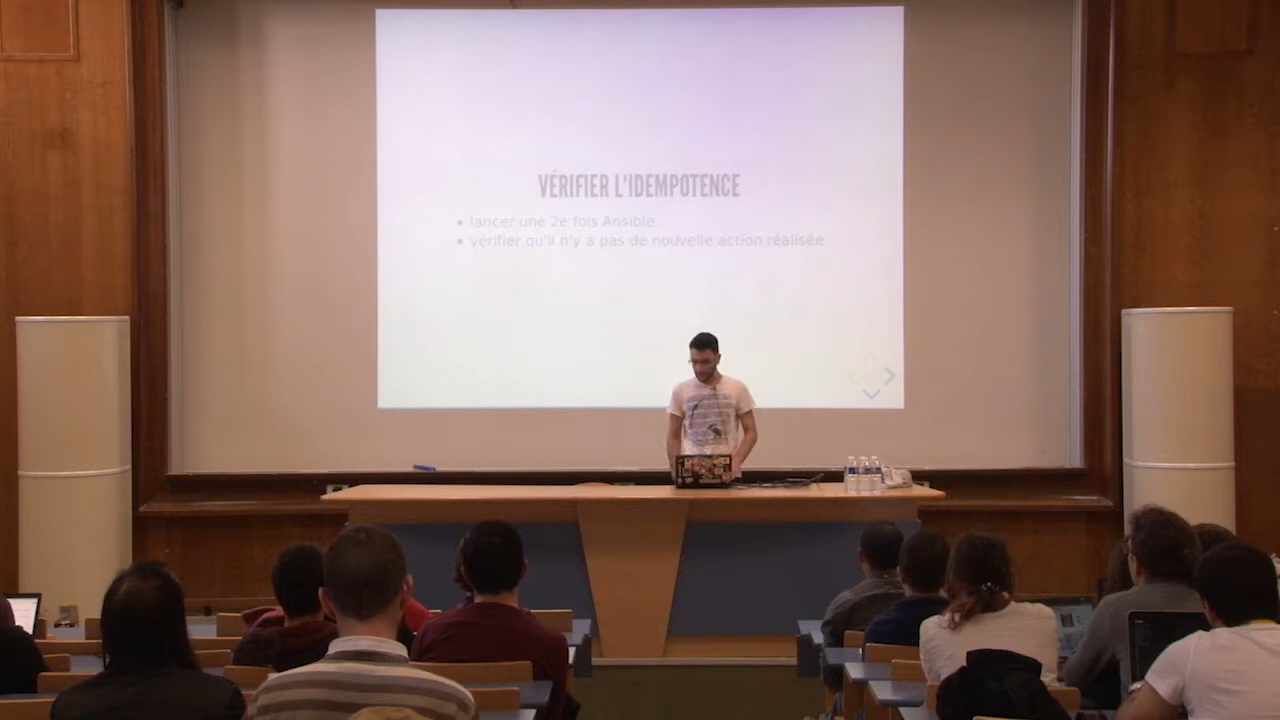 VÉRIFIER L'IDEMPOTENCE
• lancer une 2e fois Ansible
• vérifier qu'il n'y a pas de nouvelle action réalisée